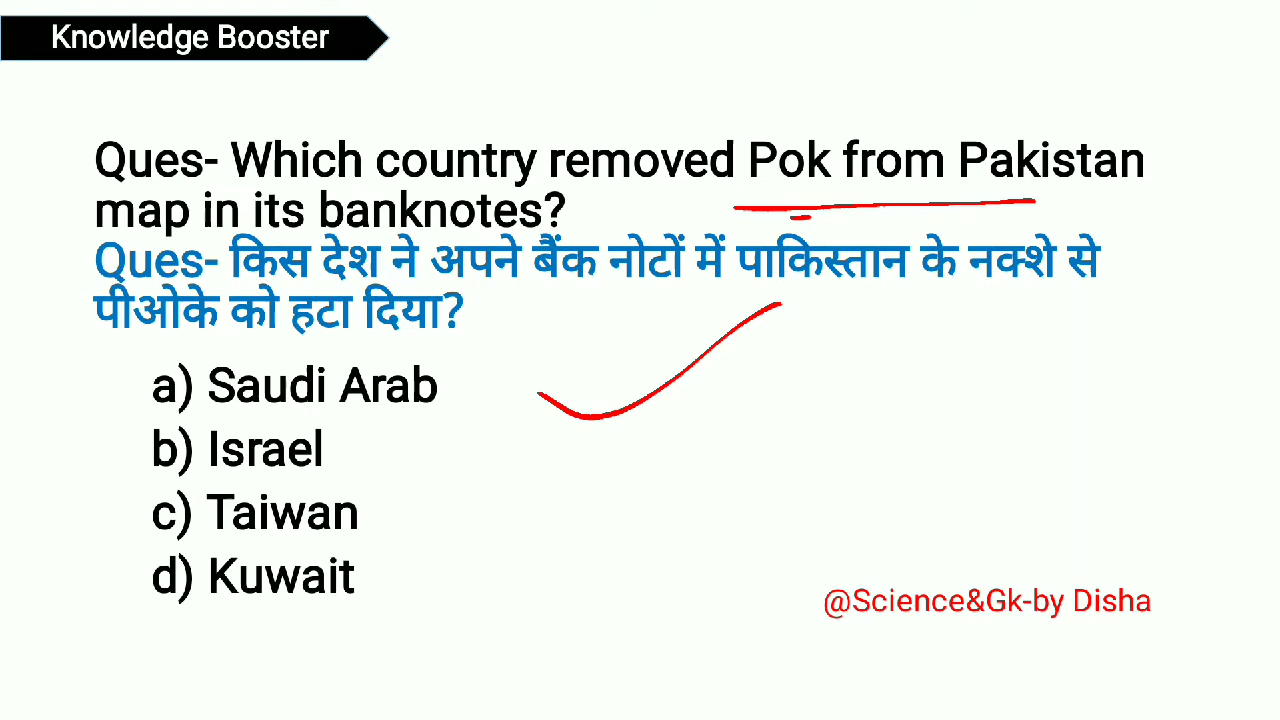 Knowledge Booster
Ques- Which country removed Pok from Pakistan
map in its banknotes?
Ques- किस देश ने अपने बैंक नोटों में पाकिस्तान के नक्शे से
पीओके को हटा दिया?
a) Saudi Arab
b) Israel
c) Taiwan
d) Kuwait
@Science&Gk-by Disha